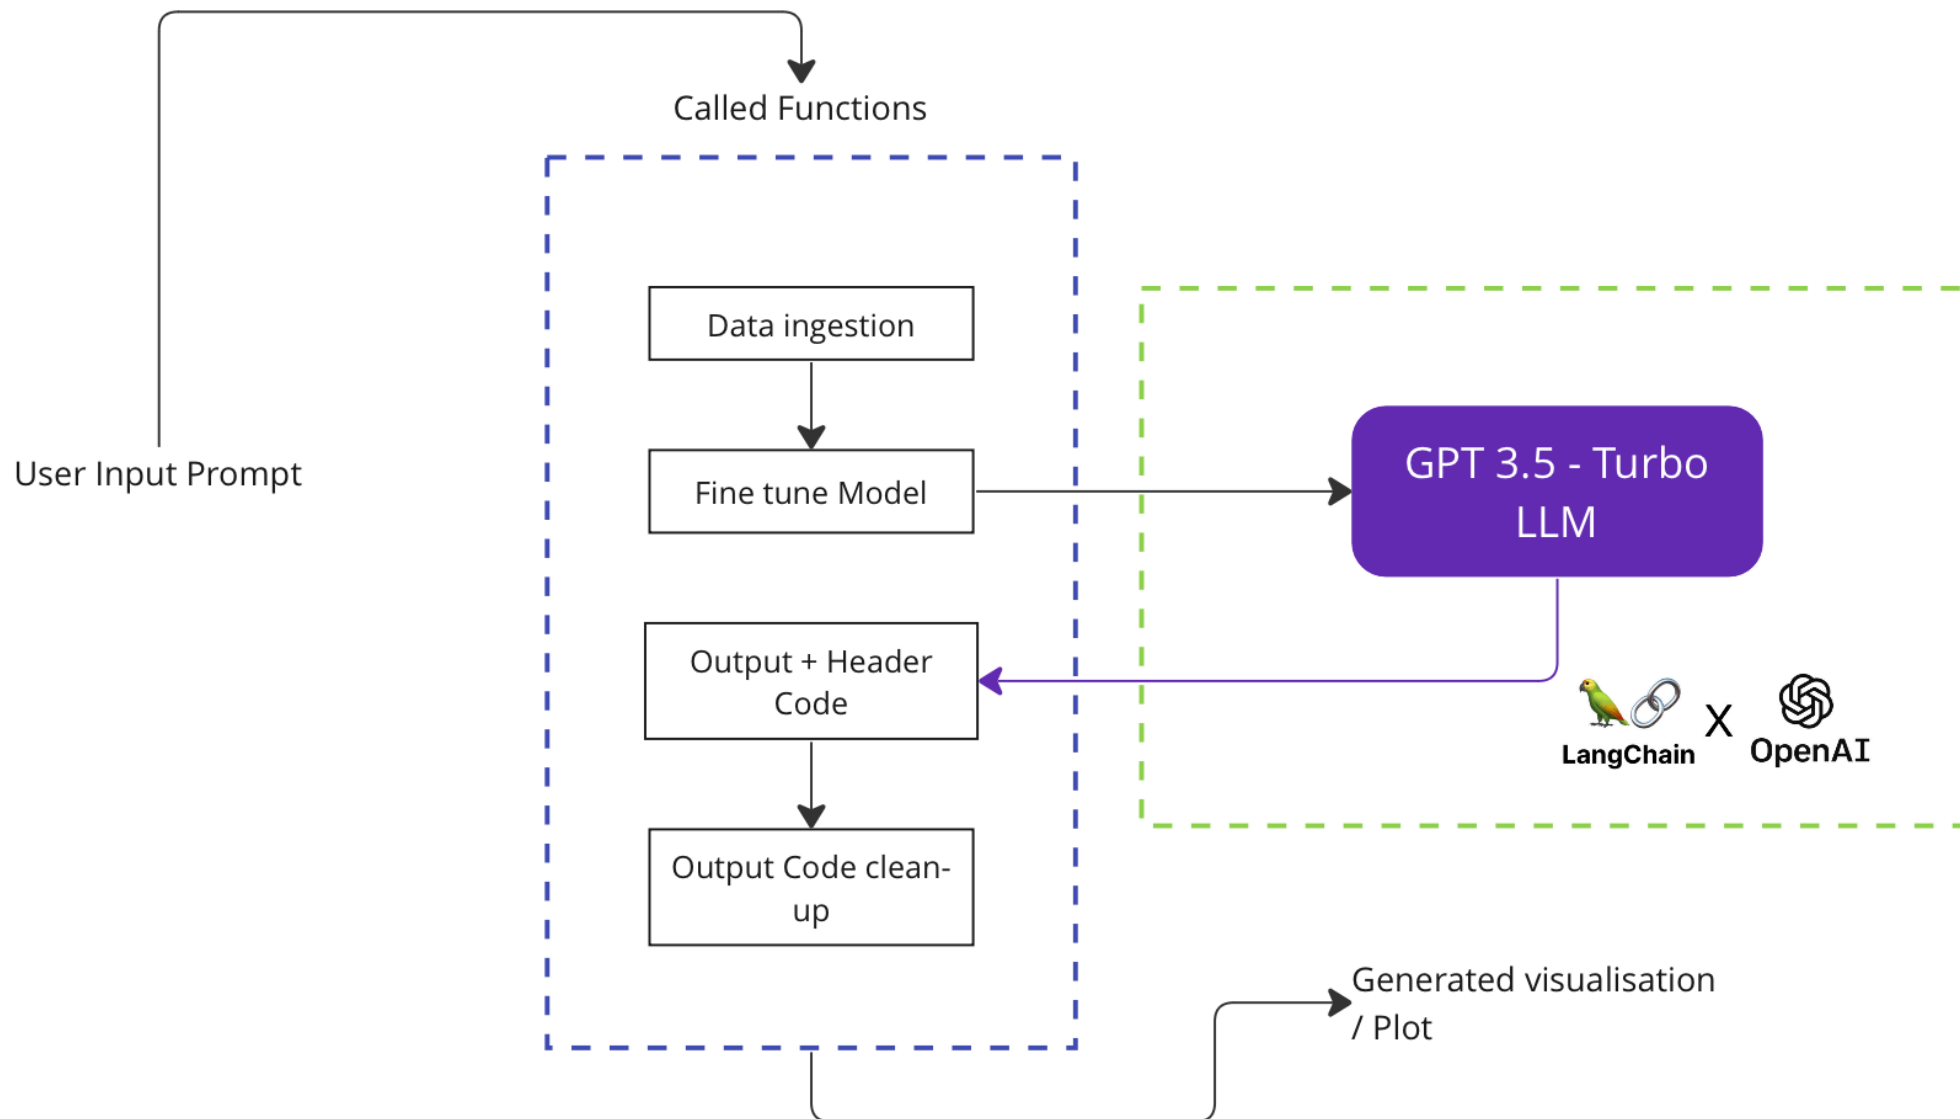 Called Functions
Data ingestion
User Input Prompt
Fine tune Model
GPT 3.5 - Turbo
LLM
Output + Header
Code
LangChain X OpenAI
Output Code clean-
up
Generated visualisation
/ Plot